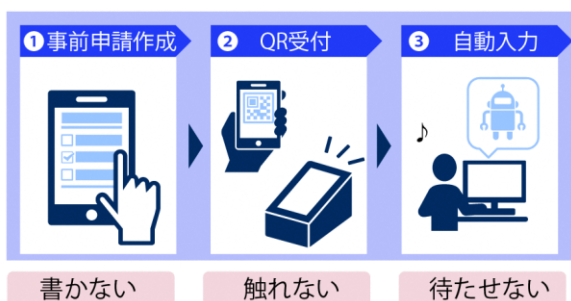 ❶事前申請作成
❷ QR受付
❸ 自動入力
書かない
触れない
待たせない